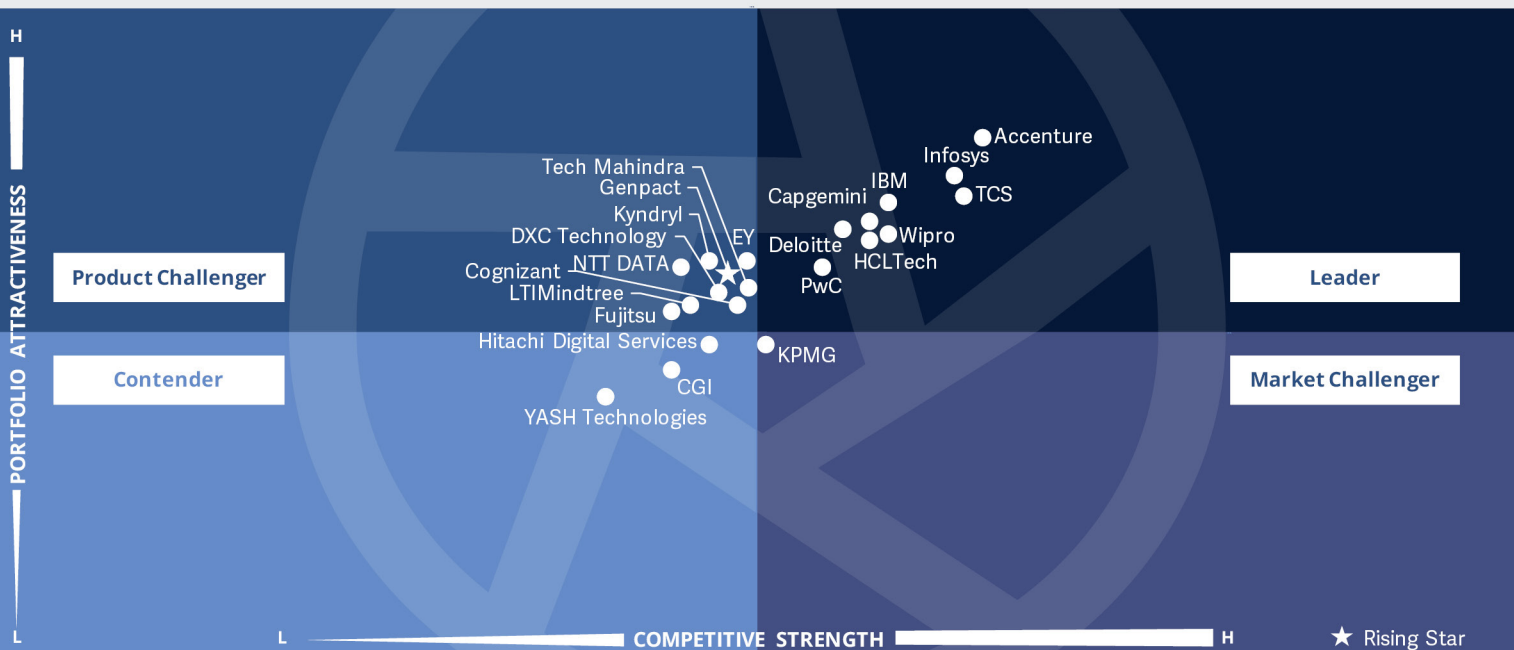 H
Accenture
Infosys
Tech Mahindra
IBM
Genpact
Capgemini
TCS
Kyndryl
DXC Technology
EY
Deloitte
Wipro
NTT DATA
HCLTech
Cognizant
Product Challenger
Leader
LTIMindtree
PwC
Fujitsu
Hitachi Digital Services
KPMG
Contender
CGI
Market Challenger
YASH Technologies
PORTFOLIO ATTRACTIVENESS
L
L
COMPETITIVE STRENGTH
H
Rising Star